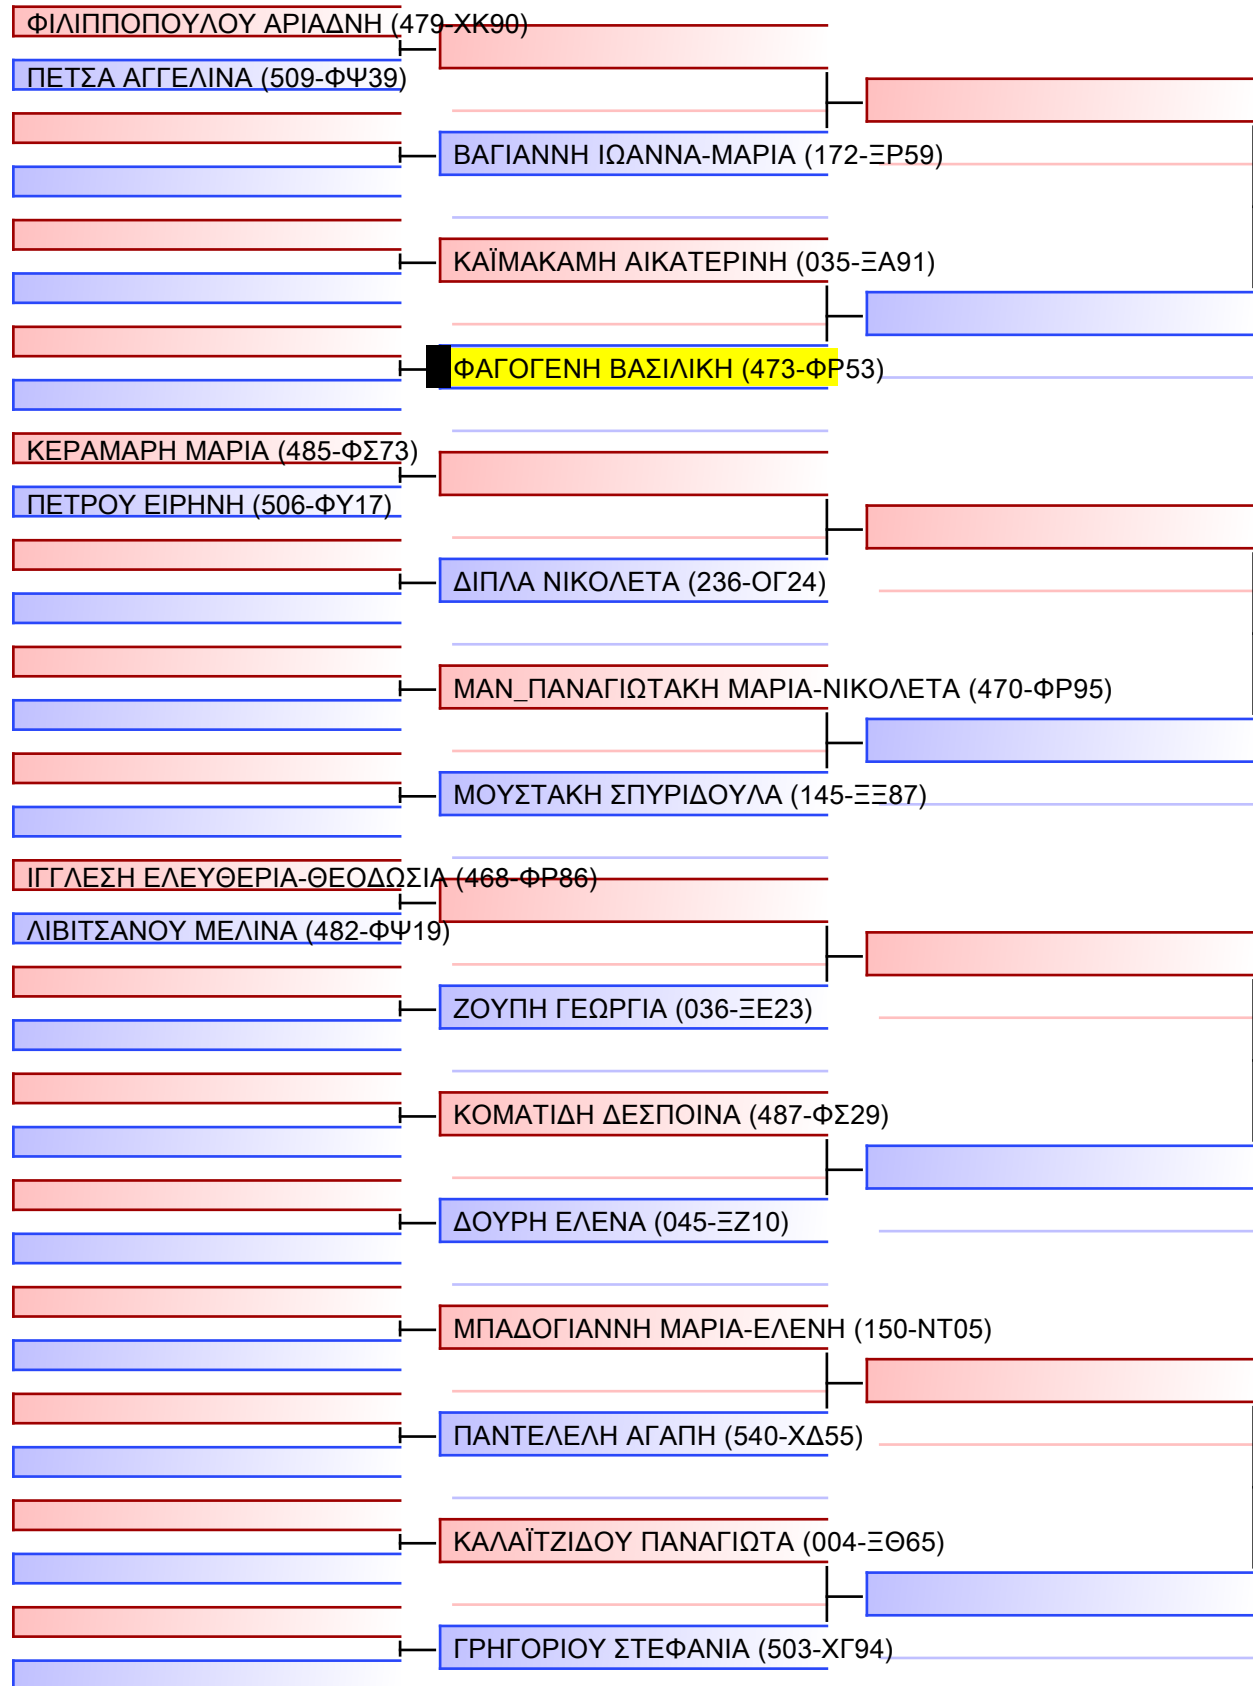 ΦΙΛΙΠΠΟΠΟΥΛΟΥ ΑΡΙΑΔΝΗ (479-ΧΚ90)
ΠΕΤΣΑ ΑΓΓΕΛΙΝΑ (509-ΦΨ39)
ΒΑΓΙΑΝΝΗ ΙΩΑΝΝΑ-ΜΑΡΙΑ (172-ΞΡ59)
ΚΑΪΜΑΚΑΜΗ ΑΙΚΑΤΕΡΙΝΗ (035-ΞΑ91)
ΦΑΓΟΓΕΝΗ ΒΑΣΙΛΙΚΗ (473-ΦΡ53)
ΚΕΡΑΜΑΡΗ ΜΑΡΙΑ (485-ΦΣ73)
ΠΕΤΡΟΥ ΕΙΡΗΝΗ (506-ΦΥ17)
ΔΙΠΛΑ ΝΙΚΟΛΕΤΑ (236-ΟΓ24)
ΜΑΝ_ΠΑΝΑΓΙΩΤΑΚΗ ΜΑΡΙΑ-ΝΙΚΟΛΕΤΑ (470-ΦΡ95)
ΜΟΥΣΤΑΚΗ ΣΠΥΡΙΔΟΥΛΑ (145-ΞΞ87)
ΙΓΓΛΕΣΗ ΕΛΕΥΘΕΡΙΑ-ΘΕΟΔΩΣΙΑ (468-ΦΡ86)
ΛΙΒΙΤΣΑΝΟΥ ΜΕΛΙΝΑ (482-ΦΨ19)
ΖΟΥΠΗ ΓΕΩΡΓΙΑ (036-ΞΕ23)
ΚΟΜΑΤΙΔΗ ΔΕΣΠΟΙΝΑ (487-ΦΣ29)
ΔΟΥΡΗ ΕΛΕΝΑ (045-ΞΖ10)
ΜΠΑΔΟΓΙΑΝΝΗ ΜΑΡΙΑ-ΕΛΕΝΗ (150-ΝΤ05)
ΠΑΝΤΕΛΕΛΗ ΑΓΑΠΗ (540-ΧΔ55)
ΚΑΛΑΪΤΖΙΔΟΥ ΠΑΝΑΓΙΩΤΑ (004-ΞΘ65)
ΓΡΗΓΟΡΙΟΥ ΣΤΕΦΑΝΙΑ (503-ΧΓ94)